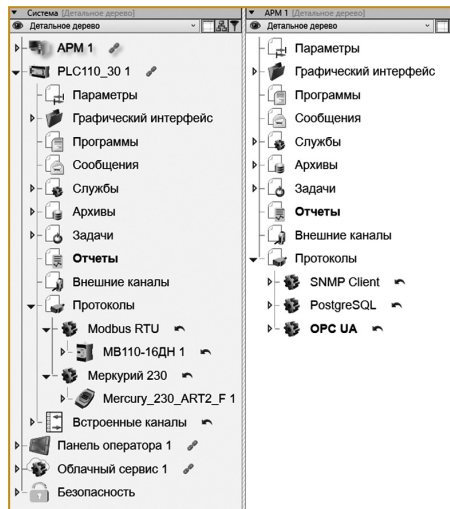 Система [Детальное дерево]
Детальное дерево
АРМ 1
PLC110_30 1
Параметры
Графический интерфейс
Программы
Сообщения
Службы
Архивы
Задачи
Отчеты
Внешние каналы
Протоколы
Modbus RTU
МВ110-16ДН 1
Меркурий 230
Mercury_230_ART2_F 1
Встроенные каналы
Панель оператора 1
Облачный сервис 1
Безопасность
АРМ 1 [Детальное дерево]
Детальное дерево
Параметры
Графический интерфейс
Программы
Сообщения
Службы
Архивы
Задачи
Отчеты
Внешние каналы
Протоколы
SNMP Client
PostgreSQL
OPC UA